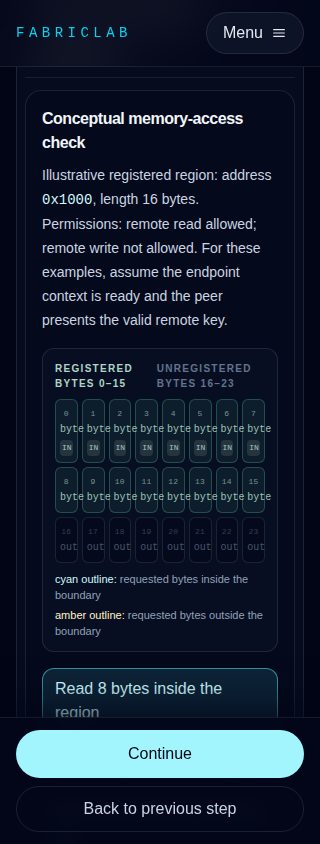 FABRICLAB
Menu
Conceptual memory-access
check
Illustrative registered region: address
0x1000, length 16 bytes.
Permissions: remote read allowed;
remote write not allowed. For these
examples, assume the endpoint
context is ready and the peer
presents the valid remote key.
REGISTERED UNREGISTERED
BYTES 0–15 BYTES 16–23
0 1 2 3 4 5 6 7
byte byte byte byte byte byte byte byte
IN IN IN IN IN IN IN IN
8 9 10 11 12 13 14 15
byte byte byte byte byte byte byte byte
16 17 18 19 20 21 22 23
out out out out out out out out
cyan outline: requested bytes inside the
boundary
amber outline: requested bytes outside the
boundary
Read 8 bytes inside the
region
Continue
Back to previous step